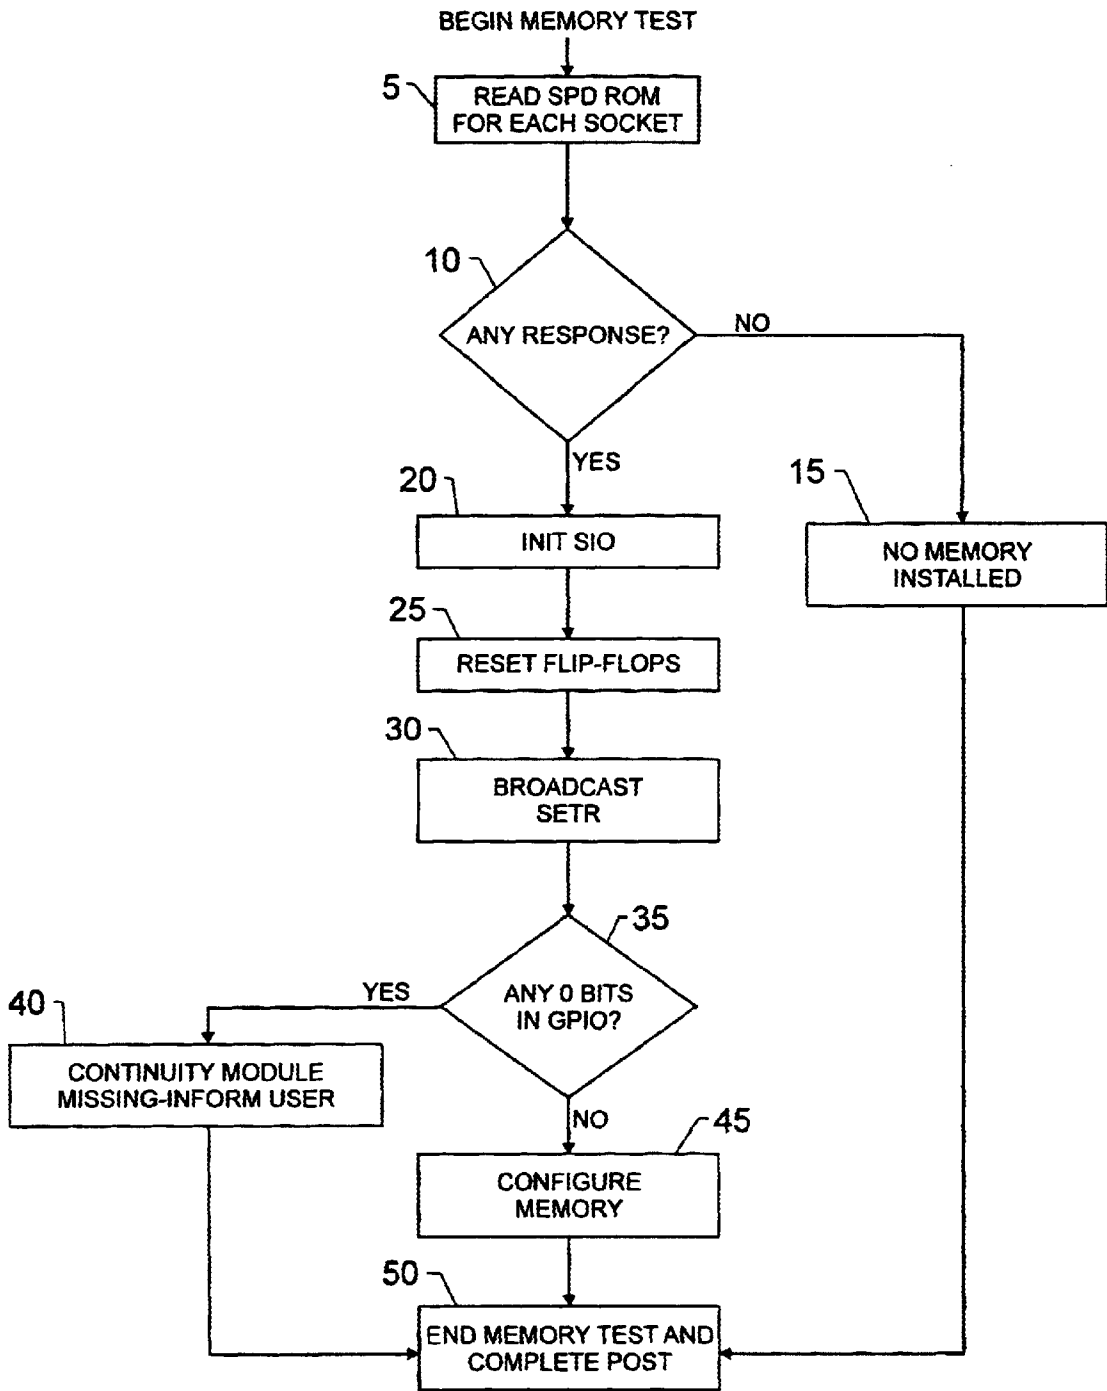 BEGIN MEMORY TEST
5
READ SPD ROM
FOR EACH SOCKET
10
ANY RESPONSE?
NO
YES
20
INIT SIO
15
NO MEMORY
INSTALLED
25
RESET FLIP-FLOPS
30
BROADCAST
SETR
35
ANY 0 BITS
IN GPIO?
YES
40
CONTINUITY MODULE
MISSING-INFORM USER
NO
45
CONFIGURE
MEMORY
50
END MEMORY TEST AND
COMPLETE POST